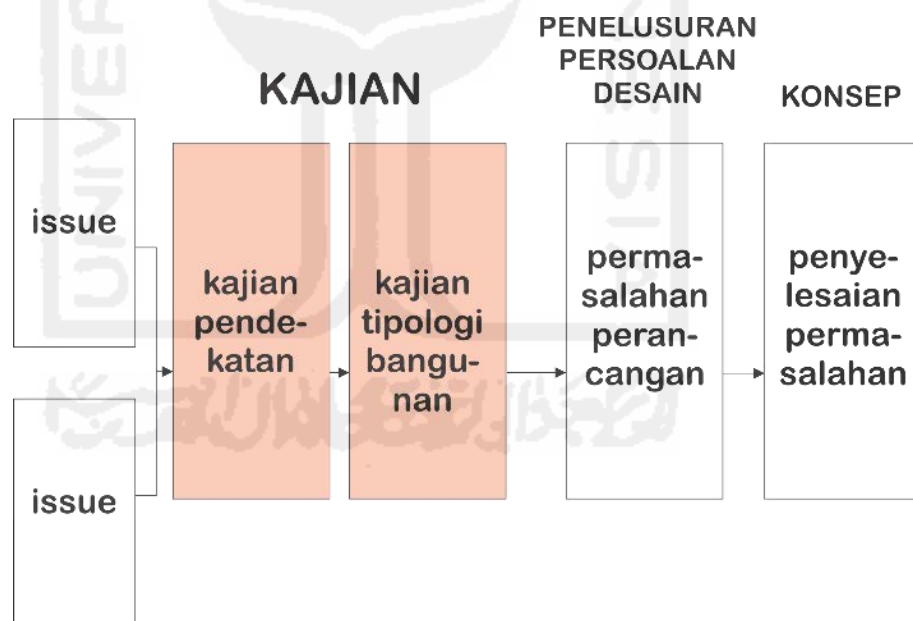 KAJIAN
PENELUSURAN
PERSOALAN
DESAIN
KONSEP
issue
issue
kajian
pende-
katan
kajian
tipologi
bangu-
nan
perma-
salahan
peran-
cangan
penye-
lesaian
perma-
salahan